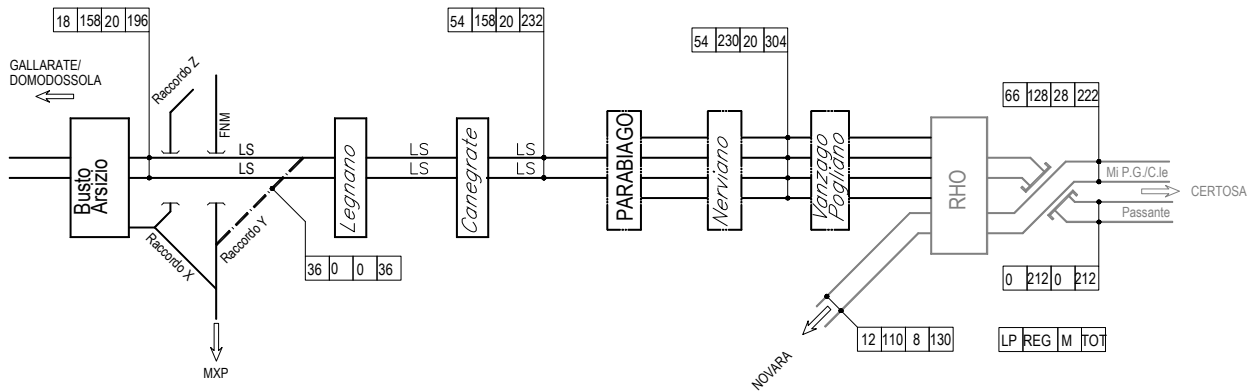 18 158 20 196
54 158 20 232
54 230 20 304
66 128 28 222
GALLARATE/
DOMODOSSOLA
Raccordo Z
FNM
LS
LS
LS
LS
LS
LS
Busto
Arsizio
Legnano
Canegrate
PARABIAGO
Nerviano
Vanzago
Pogliano
RHO
Mi P.G./C.le
CERTOSA
Passante
Raccordo X
Raccordo Y
36 0 0 36
0 212 0 212
12 110 8 130
LP REG M TOT
MXP
NOVARA